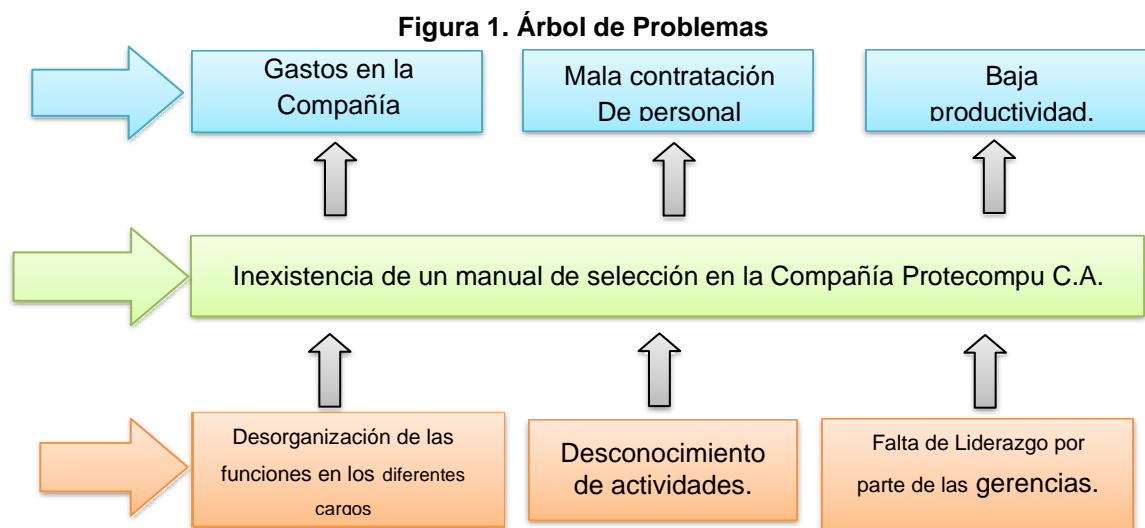 Figura 1. Árbol de Problemas
Gastos en la
Compañía
Mala contratación
De personal
Baja
productividad.
Inexistencia de un manual de selección en la Compañía Protecompu C.A.
Desorganización de las
funciones en los diferentes
cargos
Desconocimiento
de actividades.
Falta de Liderazgo por
parte de las gerencias.